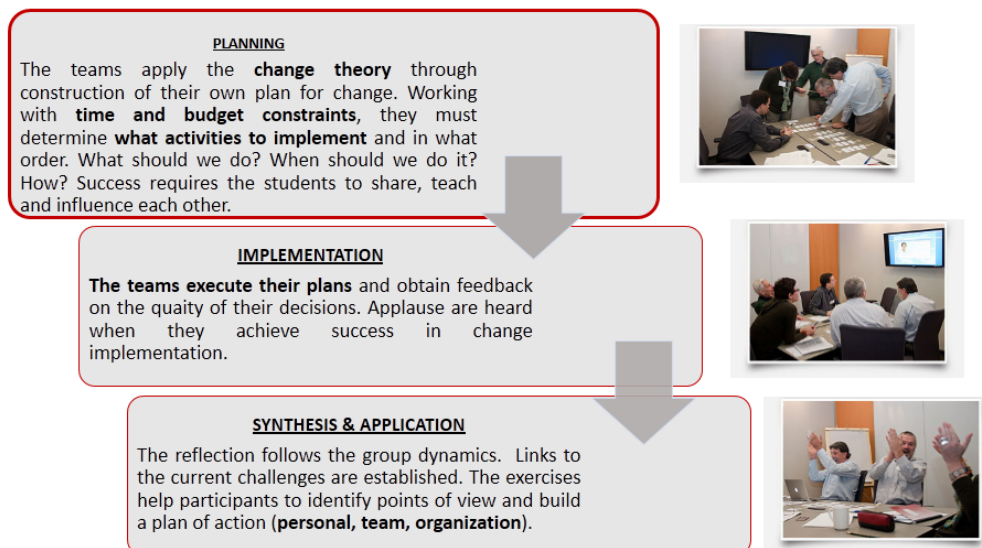 PLANNING
The teams apply the change theory through
construction of their own plan for change. Working
with time and budget constraints, they must
determine what activities to implement and in what
order. What should we do? When should we do it?
How? Success requires the students to share, teach
and influence each other.
IMPLEMENTATION
The teams execute their plans and obtain feedback
on the quaity of their decisions. Applause are heard
when they achieve success in change
implementation.
SYNTHESIS & APPLICATION
The reflection follows the group dynamics. Links to
the current challenges are established. The exercises
help participants to identify points of view and build
a plan of action (personal, team, organization).